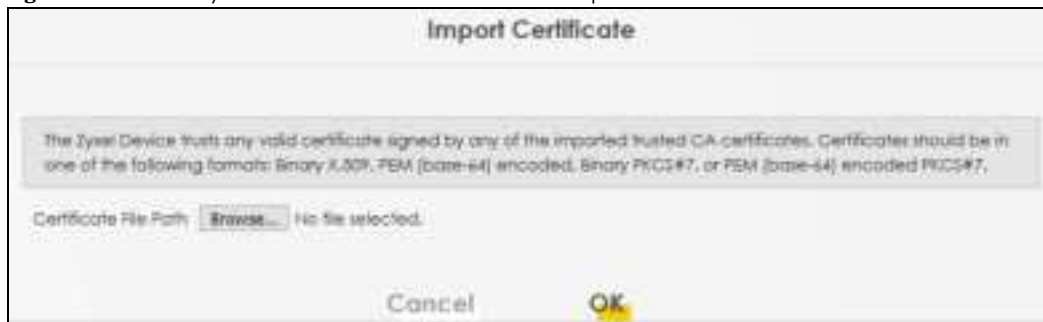 Import Certificate
The Zyxel Device trusts any valid certificate signed by any of the imported trusted CA certificates. Certificates should be in
one of the following formats: Binary X.509, PEM (base-64) encoded, Binary PKCS#7, or PEM (base-64) encoded PKCS#7.
Certificate File Path Browse... No file selected.
Cancel OK